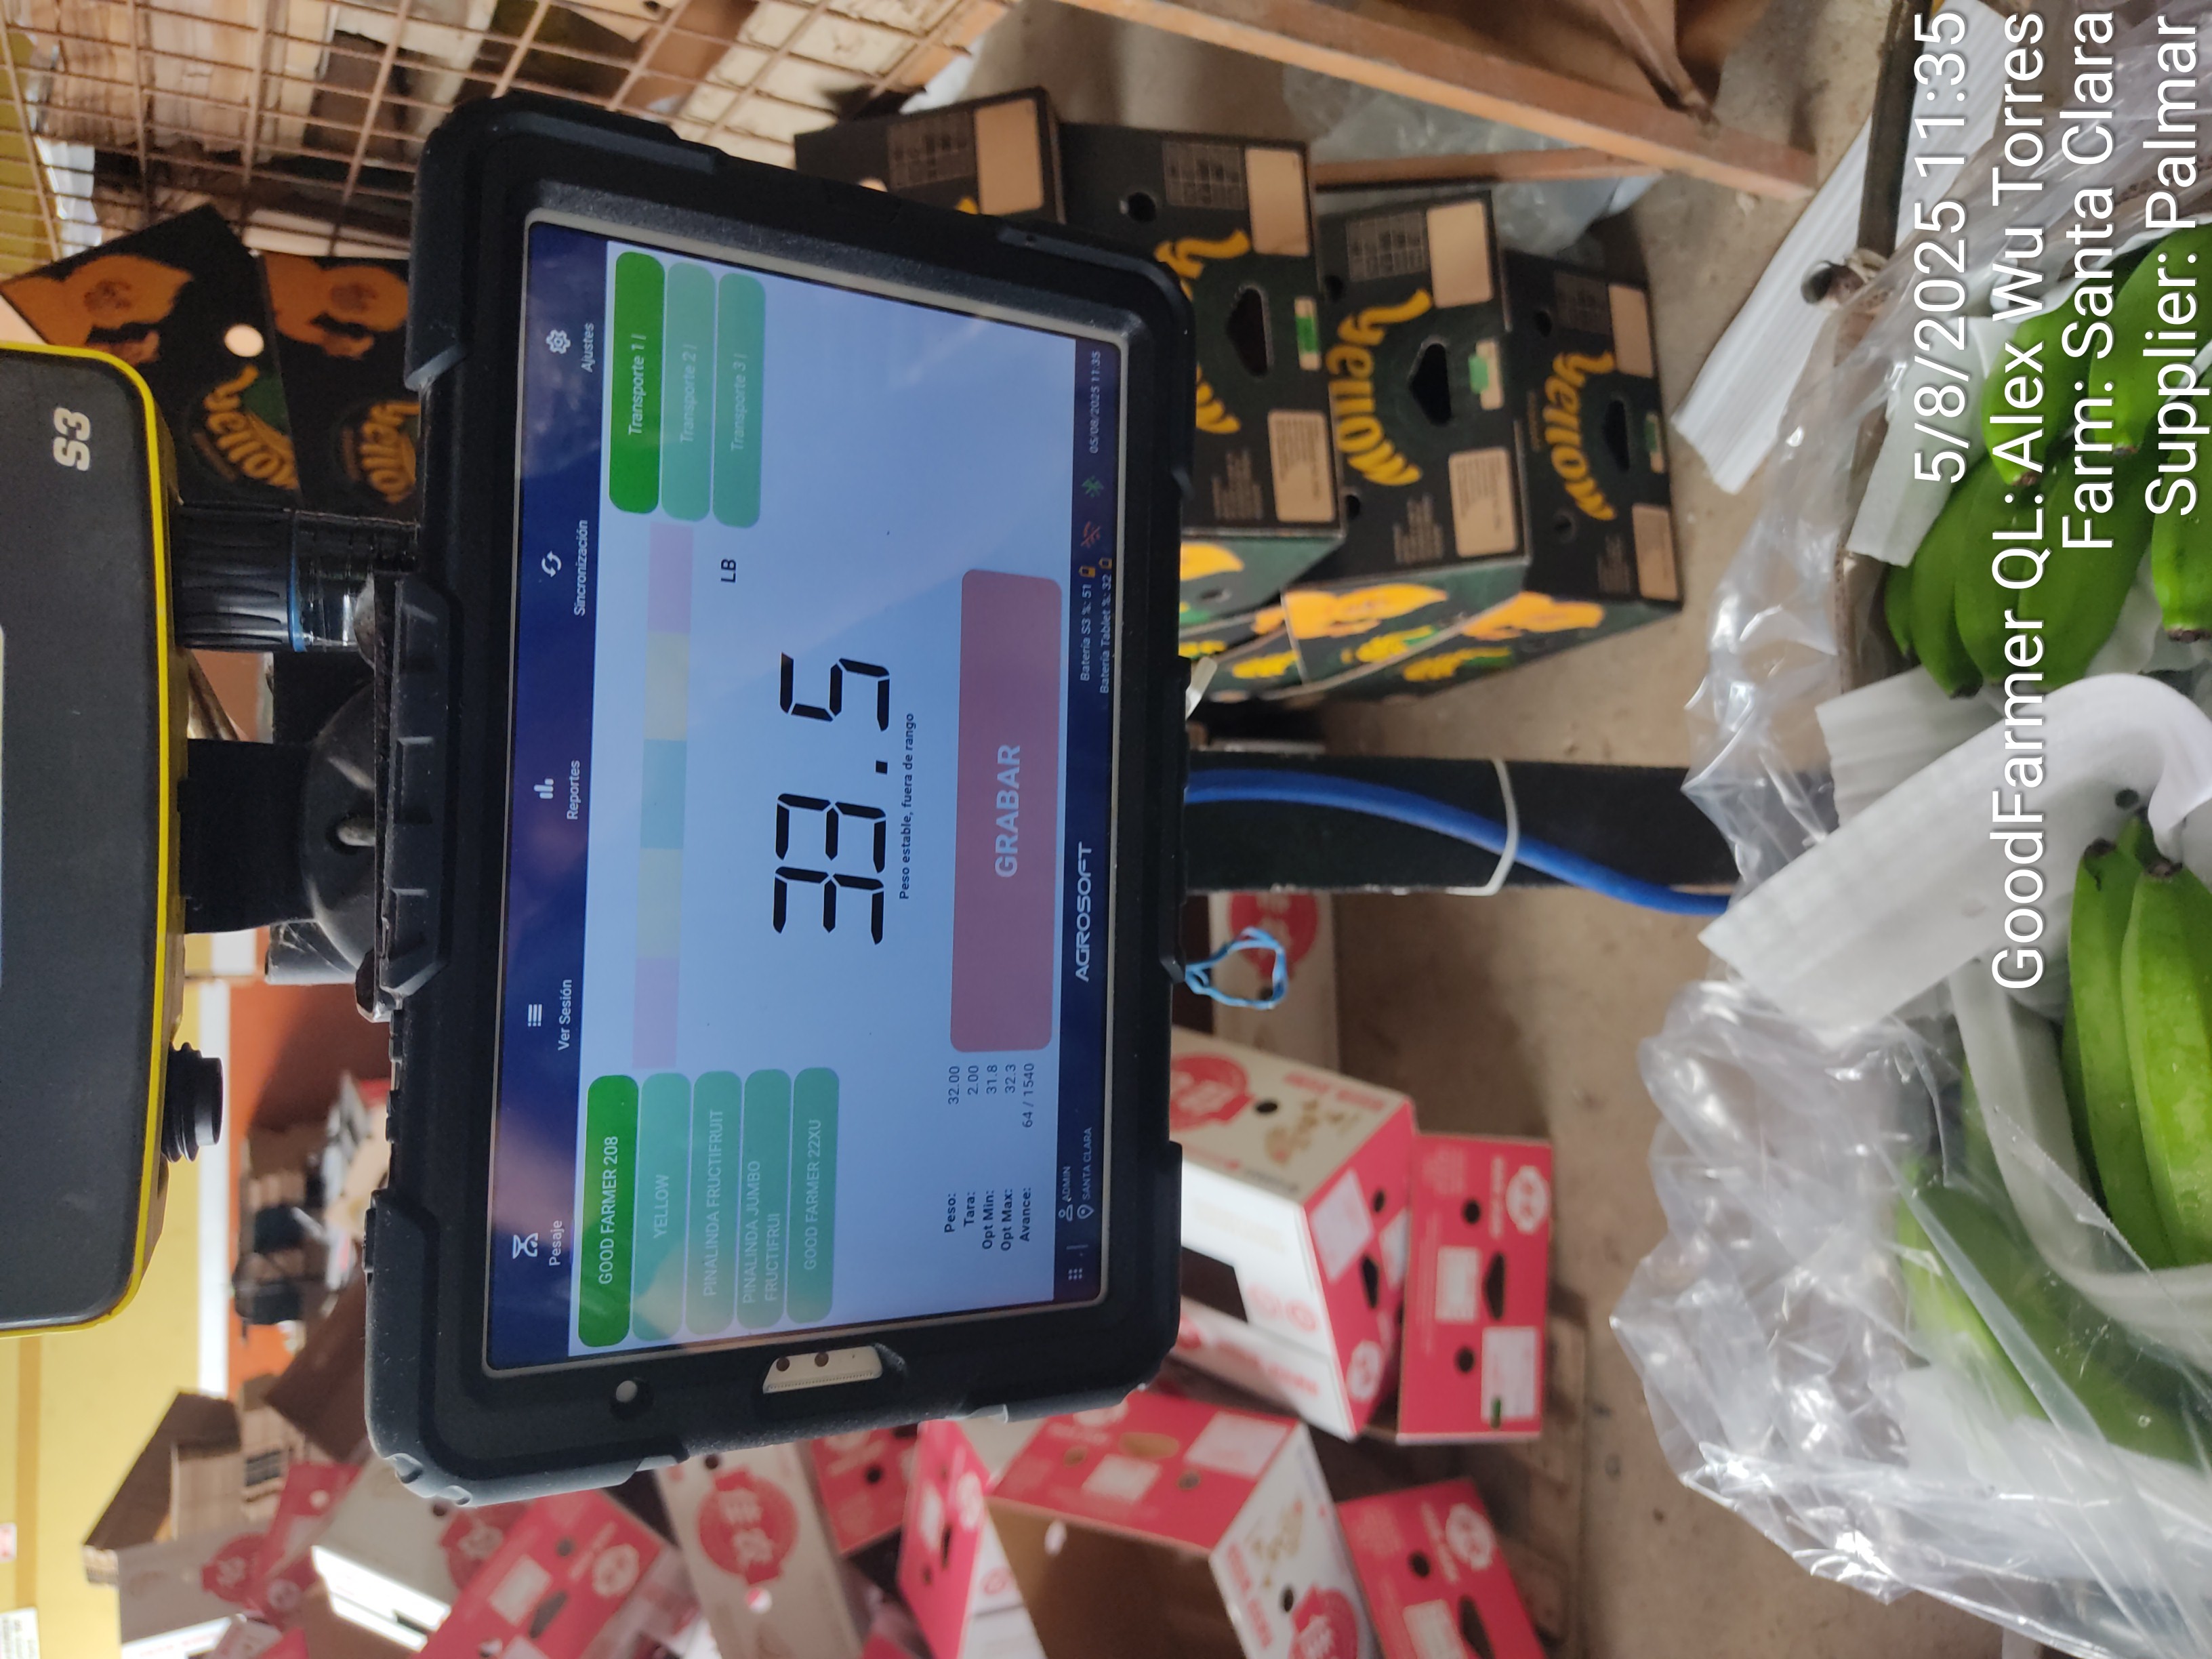 S3
Pesaje
Ver Sesión
Reportes
Sincronización
Ajustes
GOOD FARMER 208
YELLOW
PINALINDA FRUCTIFRUIT
PINALINDA JUMBO
FRUCTIFRUI
GOOD FARMER 22XU
Transporte 1 |
Transporte 2 |
Transporte 3 |
LB
33.5
Peso estable, fuera de rango
Peso: 32.00
Tara: 2.00
Opt Min: 31.8
Opt Max: 32.3
Avance: 64 / 1540
GRABAR
ADMIN
SANTA CLARA
AGROSOFT
Batería S3 %: 51
Batería Tablet %: 32
05/08/2025 11:35
yellow
yellow
yellow
yellow
5/8/2025 11:35
GoodFarmer QL: Alex Wu Torres
Farm: Santa Clara
Supplier: Palmar